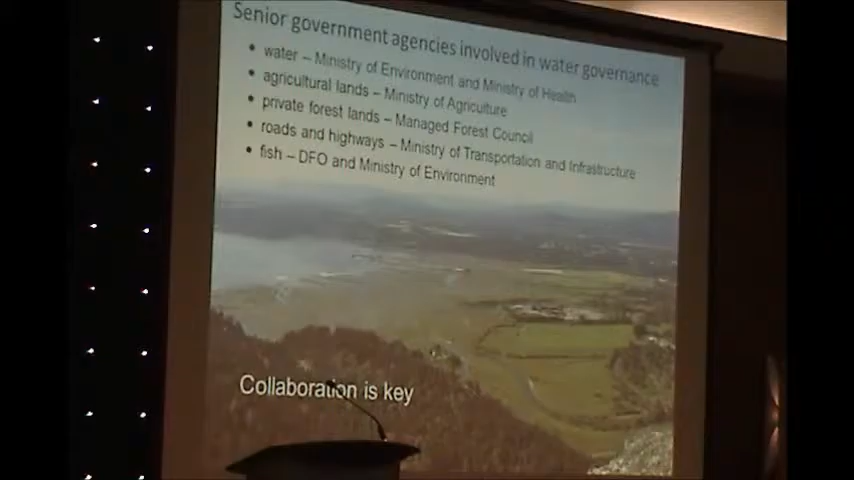 Senior government agencies involved in water governance
• water – Ministry of Environment and Ministry of Health
• agricultural lands – Ministry of Agriculture
• private forest lands – Managed Forest Council
• roads and highways – Ministry of Transportation and Infrastructure
• fish – DFO and Ministry of Environment
Collaboration is key